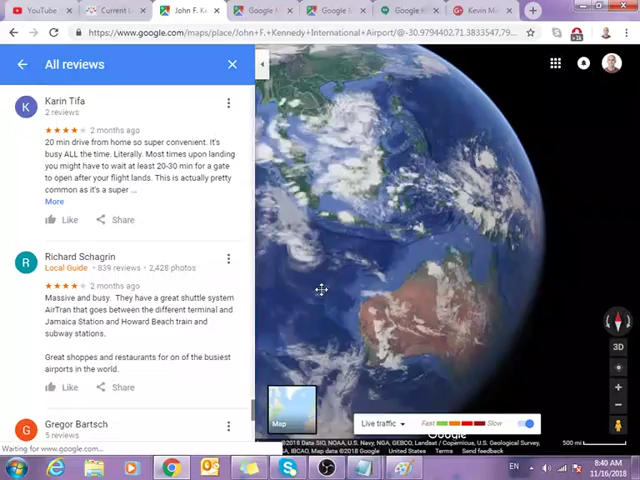 YouTube
Current L
John F. Ke
Google M
Google M
Google H
Kevin M
Secure
https://www.google.com/maps/place/John+F.+Kennedy+International+Airport/@-30.9794402,71.3833547,79...
All reviews
K
Karin Tifa
2 reviews
2 months ago
20 min drive from home so super convenient. It's
busy ALL the time. Literally. Most times upon landing
you might have to wait at least 20-30 min for a gate
to open after your flight lands. This is actually pretty
common as it's a super ...
More
Like
Share
R
Richard Schagrin
Local Guide • 839 reviews • 2,428 photos
2 months ago
Massive and busy. They have a great shuttle system
AirTran that goes between the different terminal and
Jamaica Station and Howard Beach train and
subway stations.
Great shoppes and restaurants for on of the busiest
airports in the world.
Like
Share
G
Gregor Bartsch
5 reviews
Waiting for www.google.com...
Map
Live traffic
Fast
Slow
3D
Google
©2018 Data SIO, NOAA, U.S. Navy, NGA, GEBCO, Landsat / Copernicus, Data LDEO-Columbia, NSF,
IBCAO, Map data ©2018 Google
United States
Terms
Send feedback
500 mi
EN
8:40 AM
11/16/2018